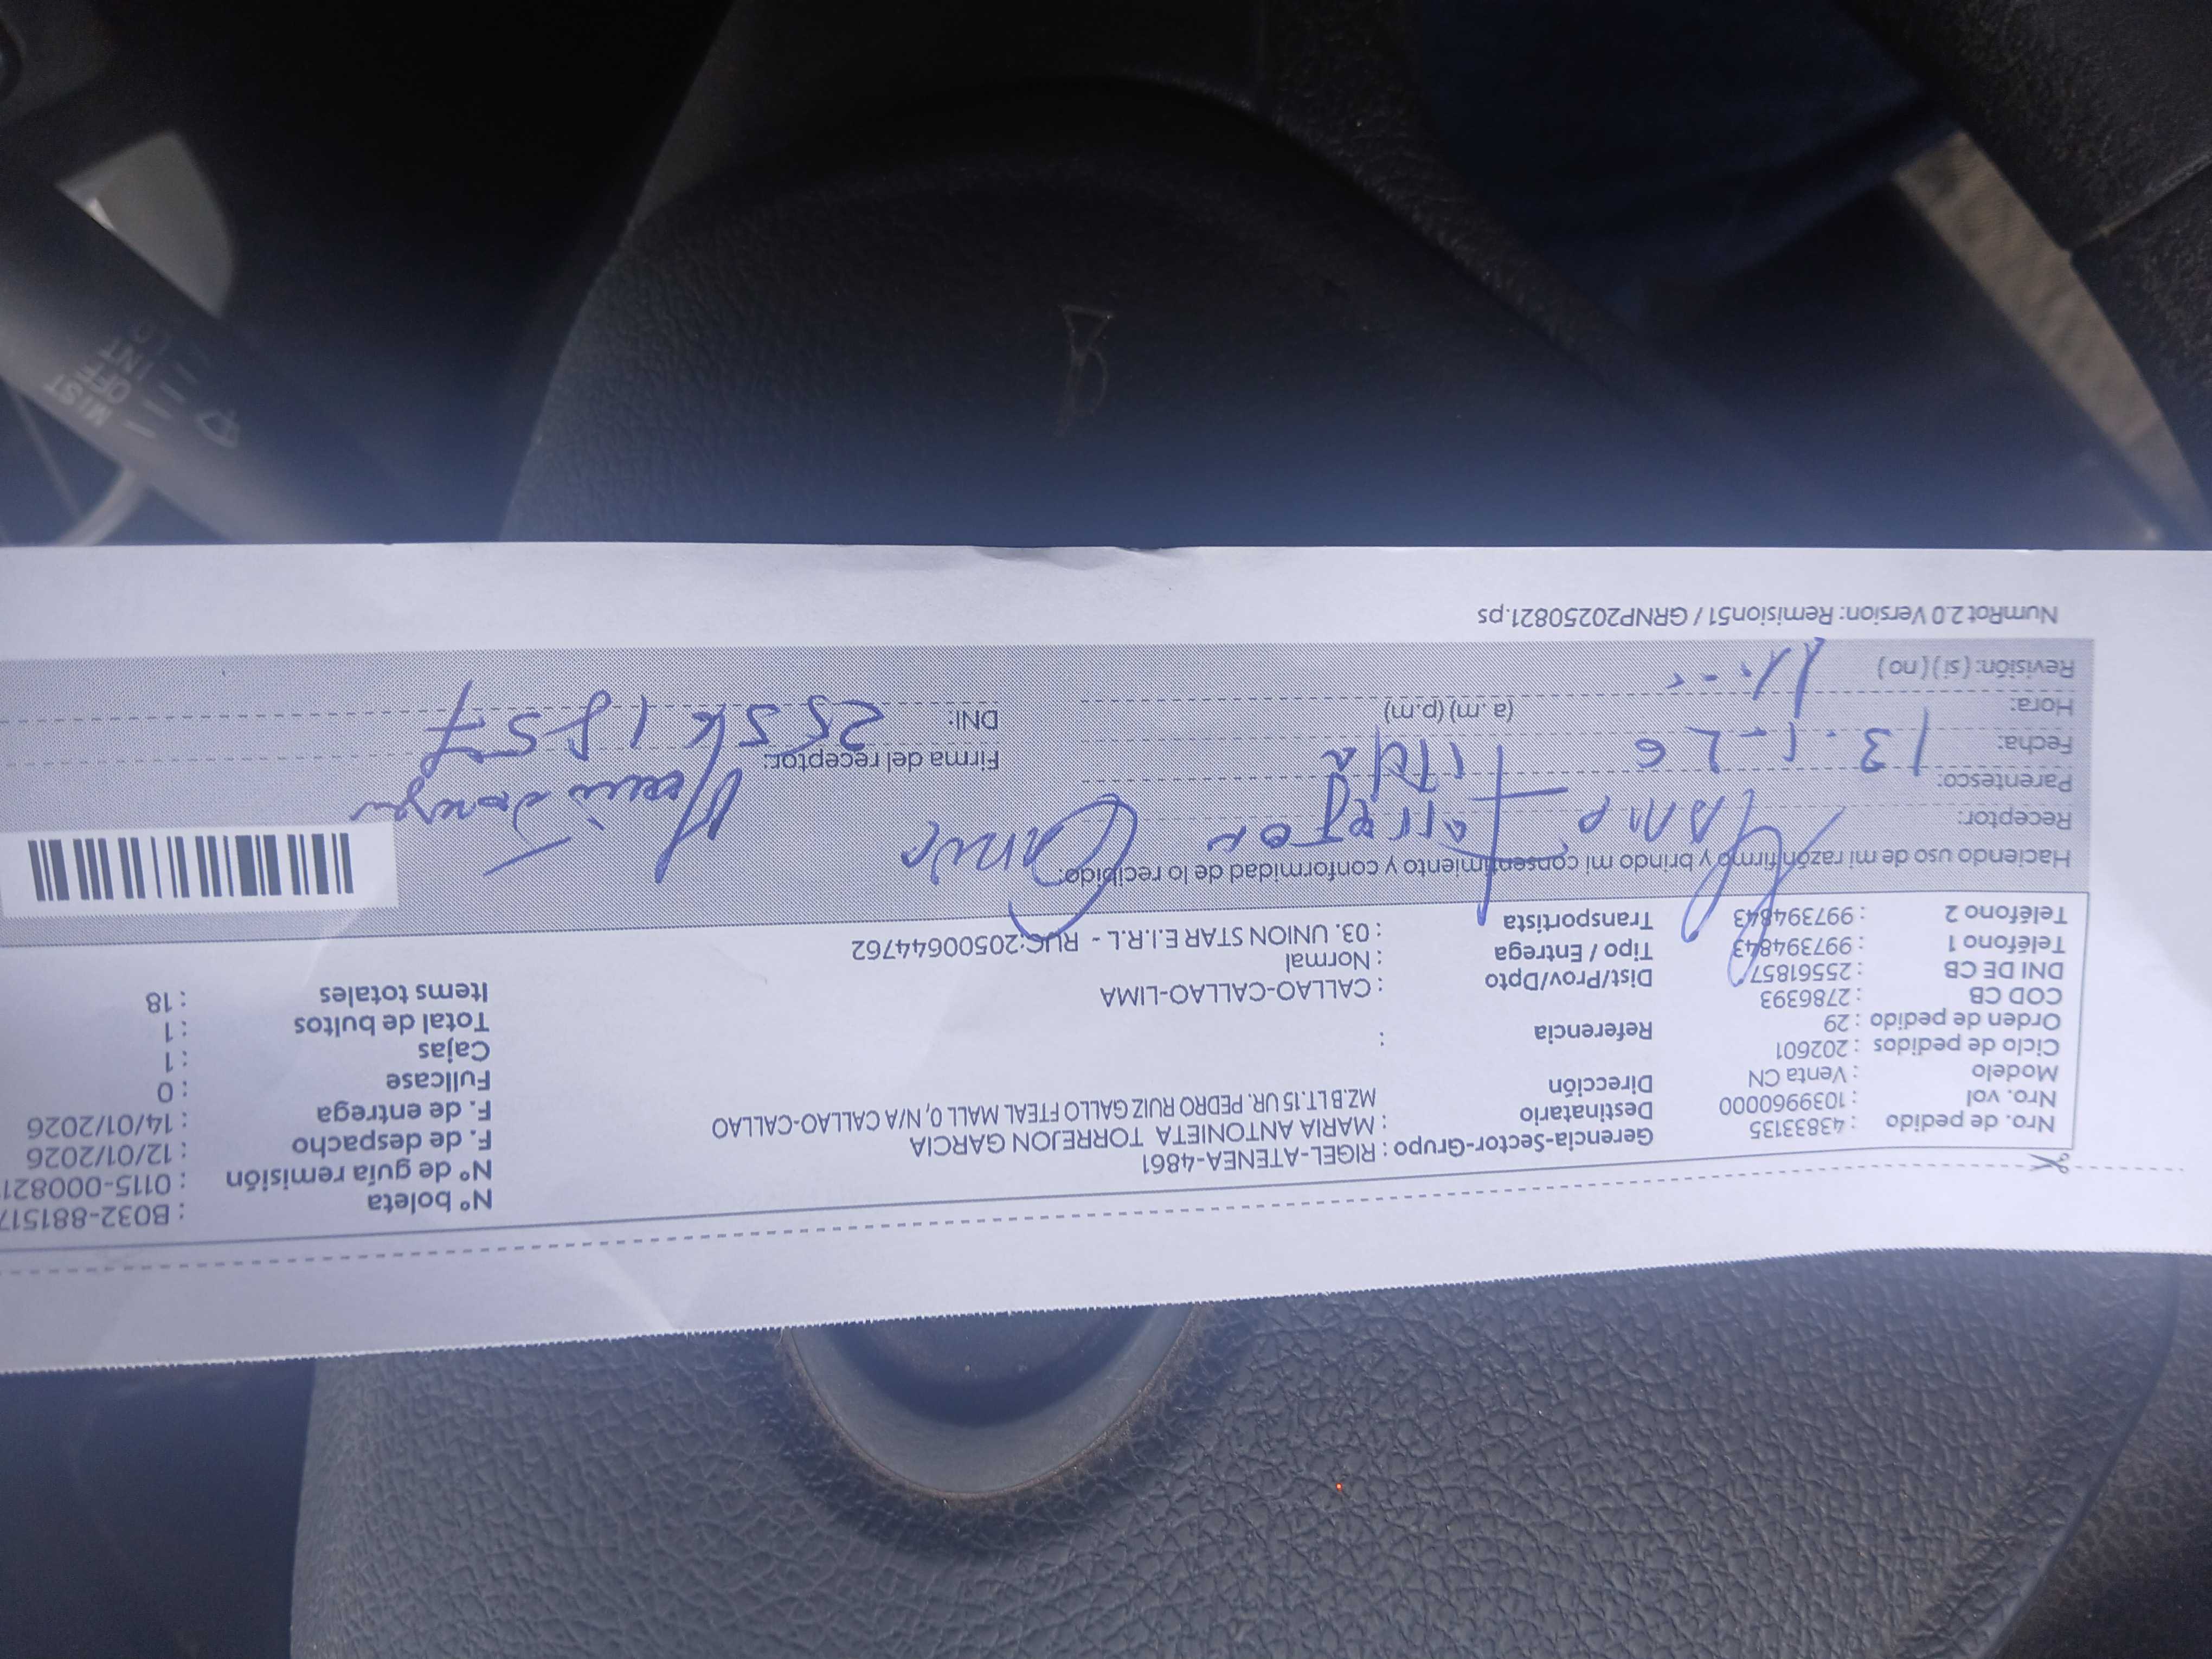 Nº boleta : B032-881517
Nº de guía remisión : 0115-000821
F. de despacho : 12/01/2026
F. de entrega : 14/01/2026
Fullcase : 0
Cajas : 1
Total de bultos : 1
Items totales : 18
Gerencia-Sector-Grupo : RIGEL-ATENEA-4861
Destinatario : MARIA ANTONIETA TORREJON GARCIA
Dirección MZ.B LT.15 UR. PEDRO RUIZ GALLO FTEAL MALL 0, N/A CALLAO-CALLAO
Referencia :
Dist/Prov/Dpto : CALLAO-CALLAO-LIMA
Tipo / Entrega : Normal
Transportista : 03. UNION STAR E.I.R.L - RUC:20500644762
Nro. de pedido : 43833135
Nro. vol : 1039960000
Modelo : Venta CN
Ciclo de pedidos : 202601
Orden de pedido : 29
COD CB : 2786393
DNI DE CB : 25561857
Teléfono 1 : 997394843
Teléfono 2 : 997394843
Haciendo uso de mi razón firmo y brindo mi consentimiento y conformidad de lo recibido:
Receptor: Torrejon
Parentesco:
Fecha: 13-1-26
Hora: (a. m) (p.m)
Revisión: ( si ) ( no )
Firma del receptor:
DNI: 25561857
NumRot 2.0 Version: Remision51 / GRNP20250821.ps
MIST
OFF
INT